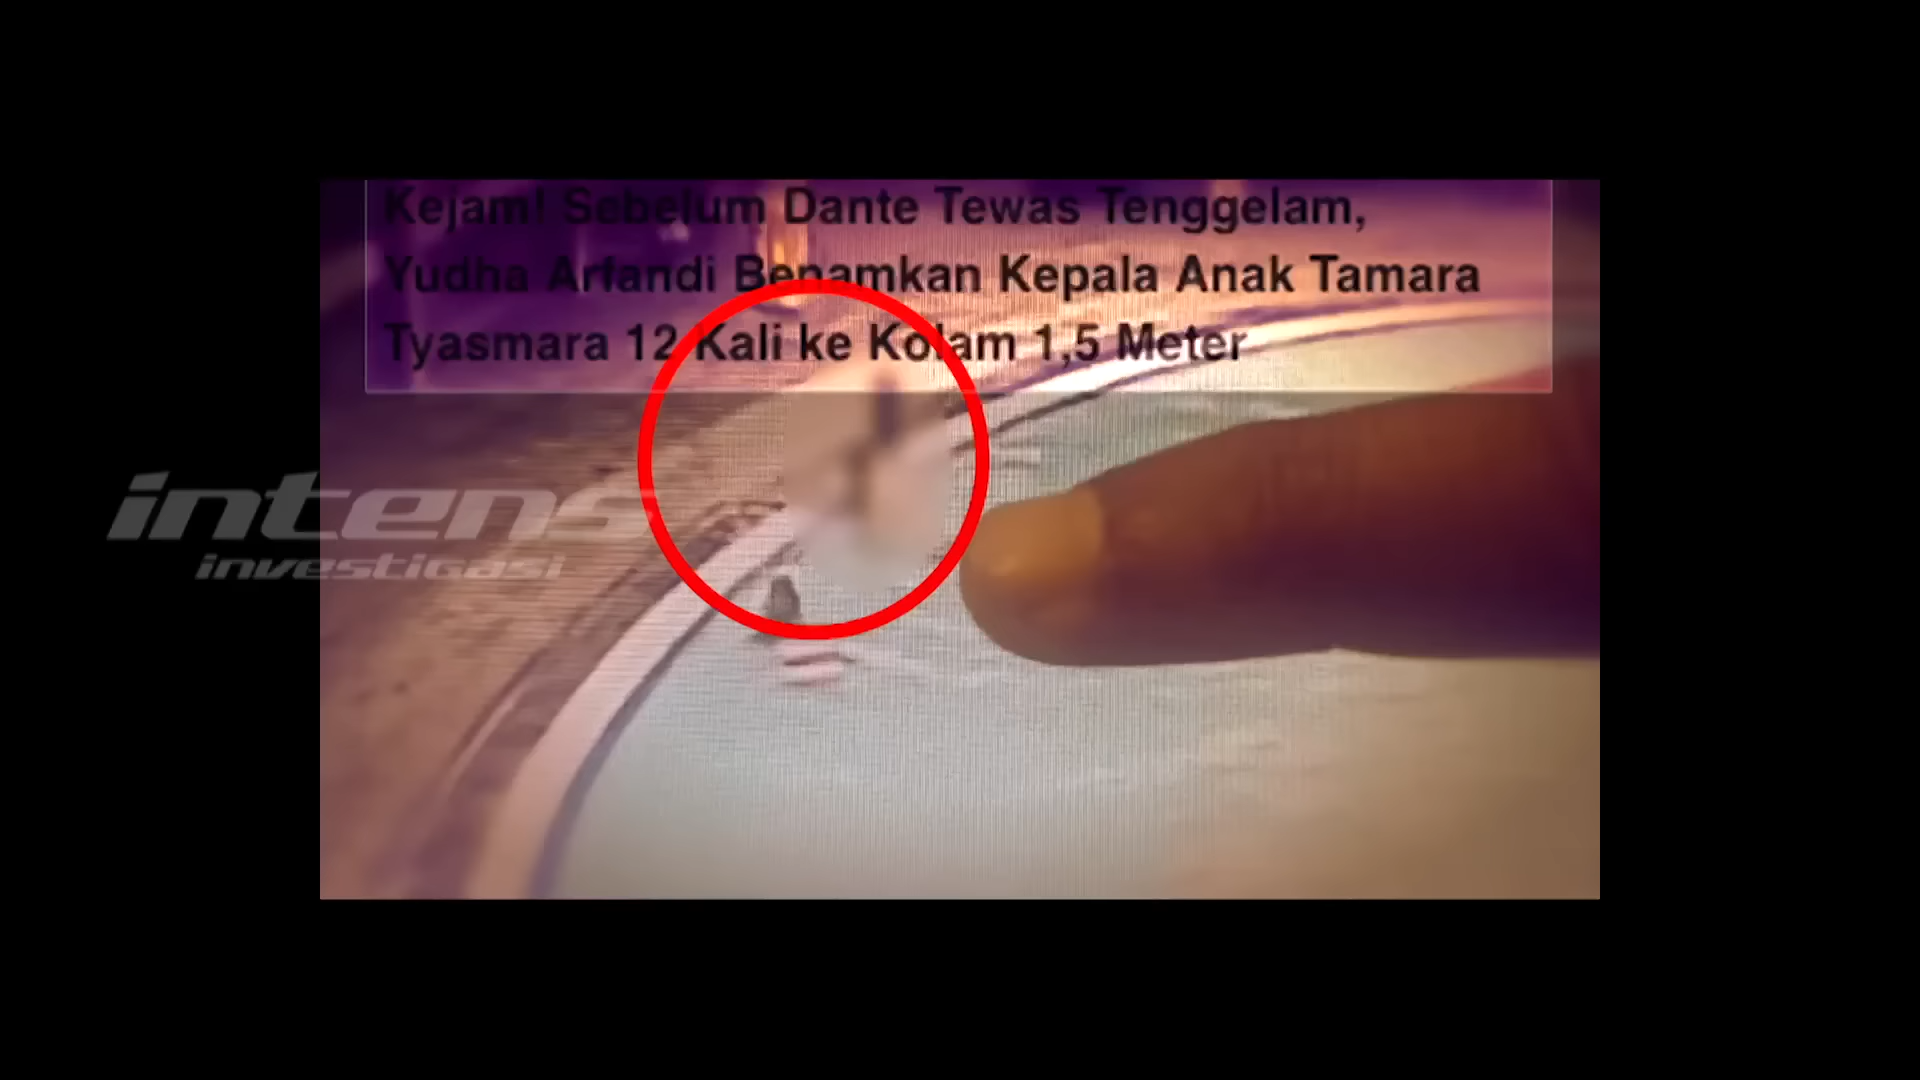 Kejam! Sebelum Dante Tewas Tenggelam,
Yudha Arfandi Benamkan Kepala Anak Tamara
Tyasmara 12 Kali ke Kolam 1,5 Meter
intens
investigasi